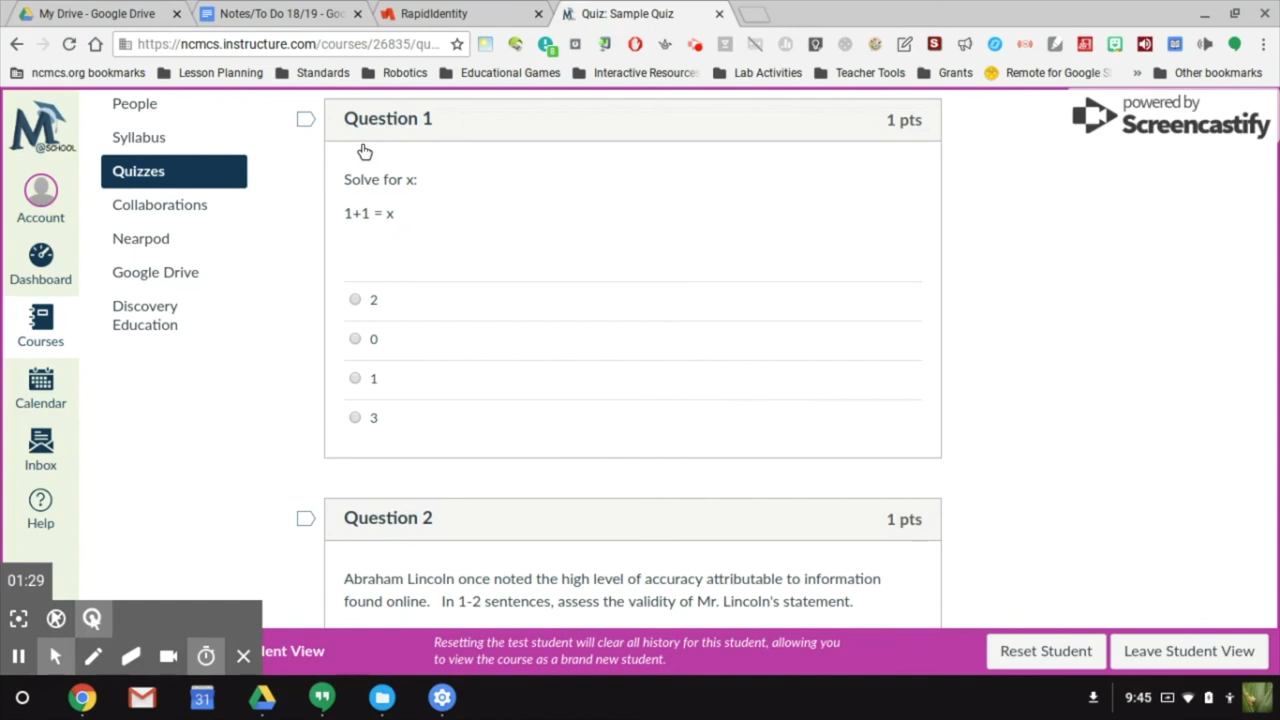 My Drive - Google Drive
Notes/To Do 18/19 - Goo
RapidIdentity
Quiz: Sample Quiz
https://ncmcs.instructure.com/courses/26835/qu...
ncmcs.org bookmarks
Lesson Planning
Standards
Robotics
Educational Games
Interactive Resource
Lab Activities
Teacher Tools
Grants
Remote for Google S
Other bookmarks
M
@SCHOOL
Account
Dashboard
Courses
Calendar
Inbox
Help
People
Syllabus
Quizzes
Collaborations
Nearpod
Google Drive
Discovery
Education
powered by
Screencastify
Question 1
1 pts
Solve for x:
1+1 = x
2
0
1
3
Question 2
1 pts
Abraham Lincoln once noted the high level of accuracy attributable to information
found online. In 1-2 sentences, assess the validity of Mr. Lincoln's statement.
01:29
lent View
Resetting the test student will clear all history for this student, allowing you
to view the course as a brand new student.
Reset Student
Leave Student View
31
9:45